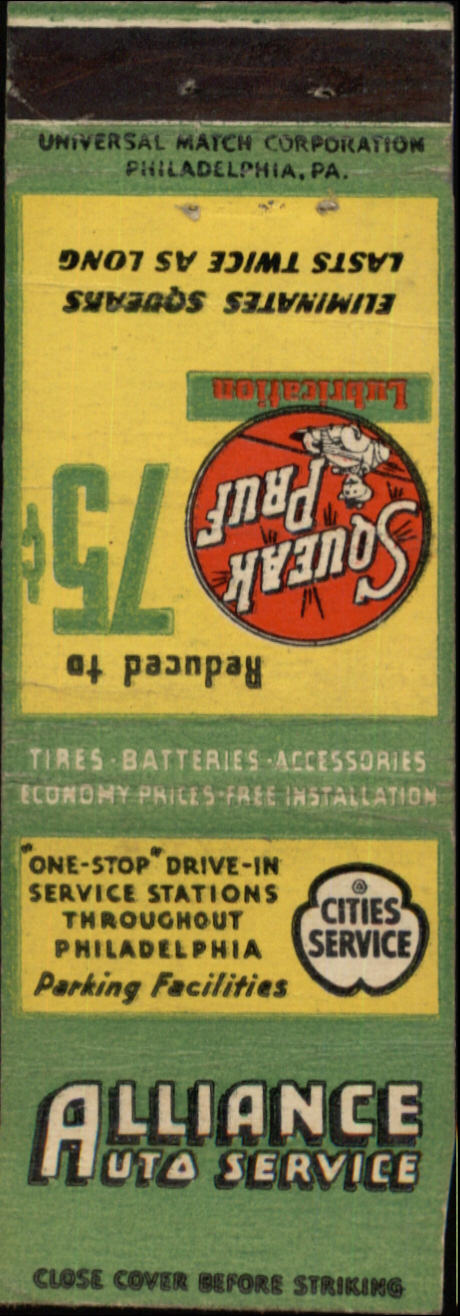 UNIVERSAL MATCH CORPORATION
PHILADELPHIA, PA.
Reduced to
75¢
SQUEAK
PRUF
Lubrication
ELIMINATES SQUEAKS
LASTS TWICE AS LONG
TIRES-BATTERIES-ACCESSORIES
ECONOMY PRICES-FREE INSTALLATION
"ONE-STOP" DRIVE-IN
SERVICE STATIONS
THROUGHOUT
PHILADELPHIA
Parking Facilities
CITIES
SERVICE
ALLIANCE
AUTO SERVICE
CLOSE COVER BEFORE STRIKING